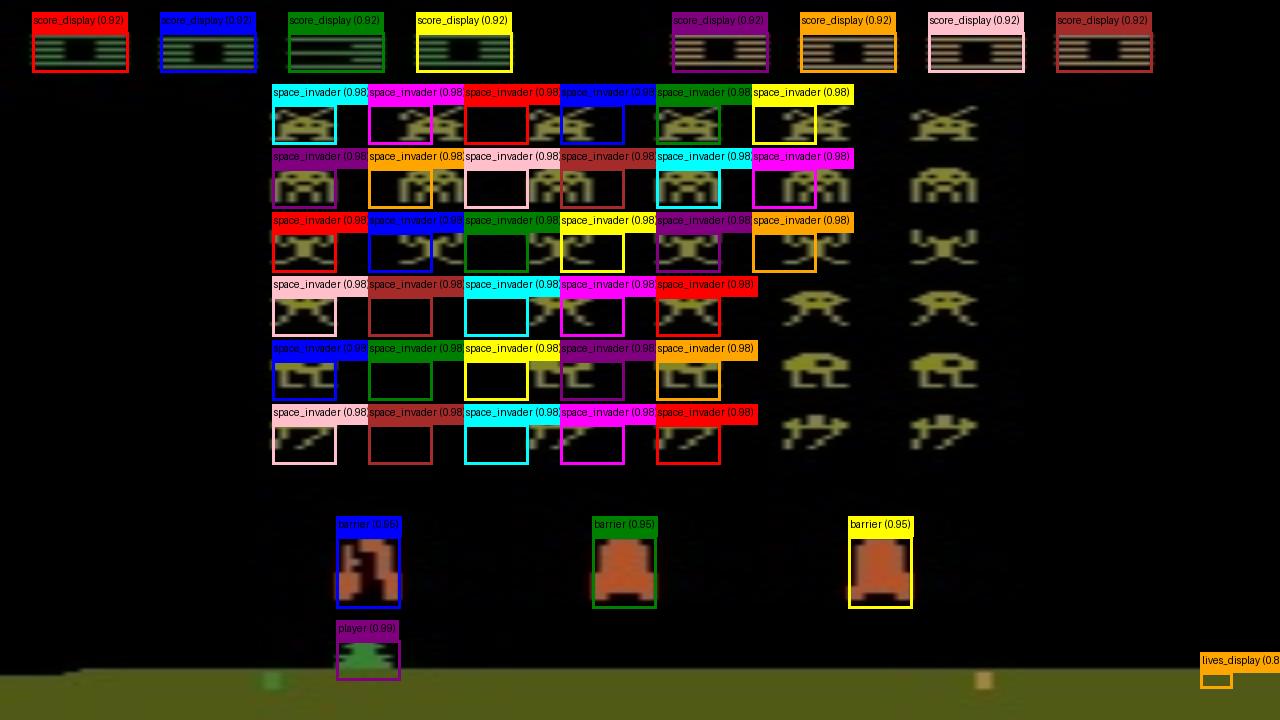 score_display (0.92) score_display (0.92) score_display (0.92) score_display (0.92) score_display (0.92) score_display (0.92) score_display (0.92) score_display (0.92)
space_invader (0.98) space_invader (0.98) space_invader (0.98) space_invader (0.98) space_invader (0.98) space_invader (0.98)
space_invader (0.98) space_invader (0.98) space_invader (0.98) space_invader (0.98) space_invader (0.98) space_invader (0.98)
space_invader (0.98) space_invader (0.98) space_invader (0.98) space_invader (0.98) space_invader (0.98) space_invader (0.98)
space_invader (0.98) space_invader (0.98) space_invader (0.98) space_invader (0.98) space_invader (0.98)
space_invader (0.98) space_invader (0.98) space_invader (0.98) space_invader (0.98) space_invader (0.98)
space_invader (0.98) space_invader (0.98) space_invader (0.98) space_invader (0.98) space_invader (0.98)
barrier (0.95) barrier (0.95) barrier (0.95)
player (0.99)
lives_display (0.8